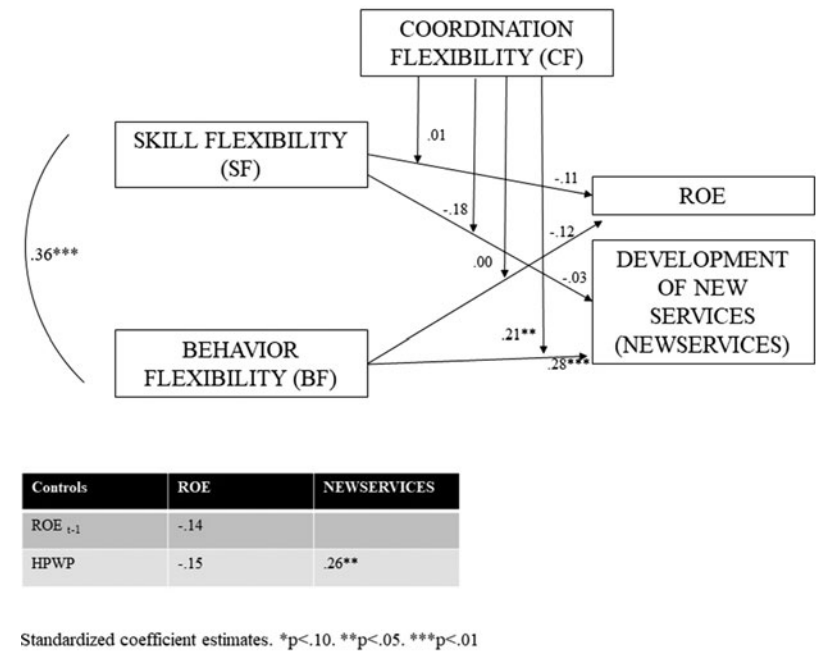 COORDINATION
FLEXIBILITY (CF)
SKILL FLEXIBILITY
(SF)
.01
-.11
ROE
-.18
-.12
.36***
.00
-.03
DEVELOPMENT
OF NEW
SERVICES
(NEWSERVICES)
BEHAVIOR
FLEXIBILITY (BF)
.21**
.28***
Controls ROE NEWSERVICES
ROE t-1 -.14
HPWP -.15 .26**
Standardized coefficient estimates. *p<.10. **p<.05. ***p<.01